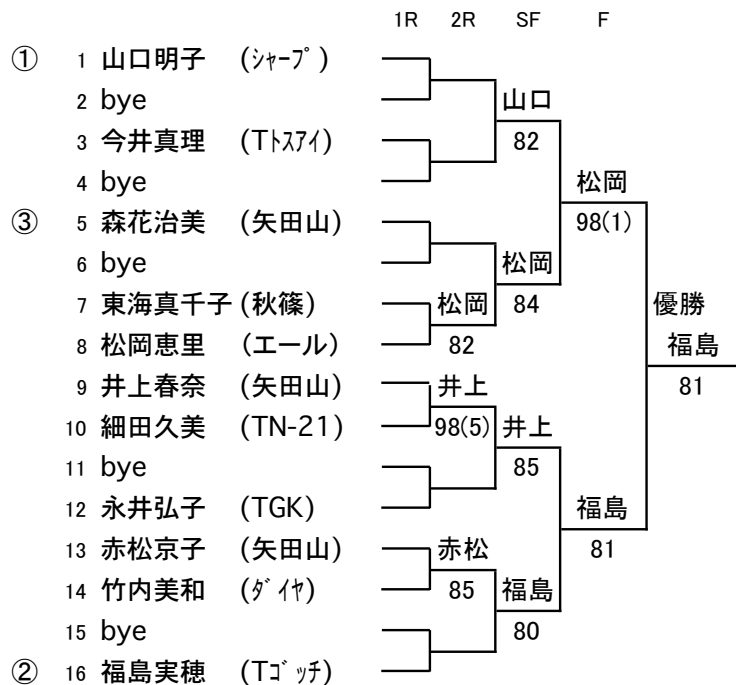 1R 2R SF F
① 1 山口明子 (ｼｬｰﾌﾟ)
2 bye 山口
3 今井真理 (Tﾄｽｱｲ) 82
4 bye 松岡
③ 5 森花治美 (矢田山) 98(1)
6 bye 松岡
7 東海真千子 (秋篠) 松岡 84 優勝
8 松岡恵里 (エール) 82 福島
9 井上春奈 (矢田山) 井上 81
10 細田久美 (TN-21) 98(5) 井上
11 bye 85
12 永井弘子 (TGK) 福島
13 赤松京子 (矢田山) 赤松 81
14 竹内美和 (ﾀﾞｲﾔ) 85 福島
15 bye 80
② 16 福島実穂 (Tｺﾞｯﾁ)